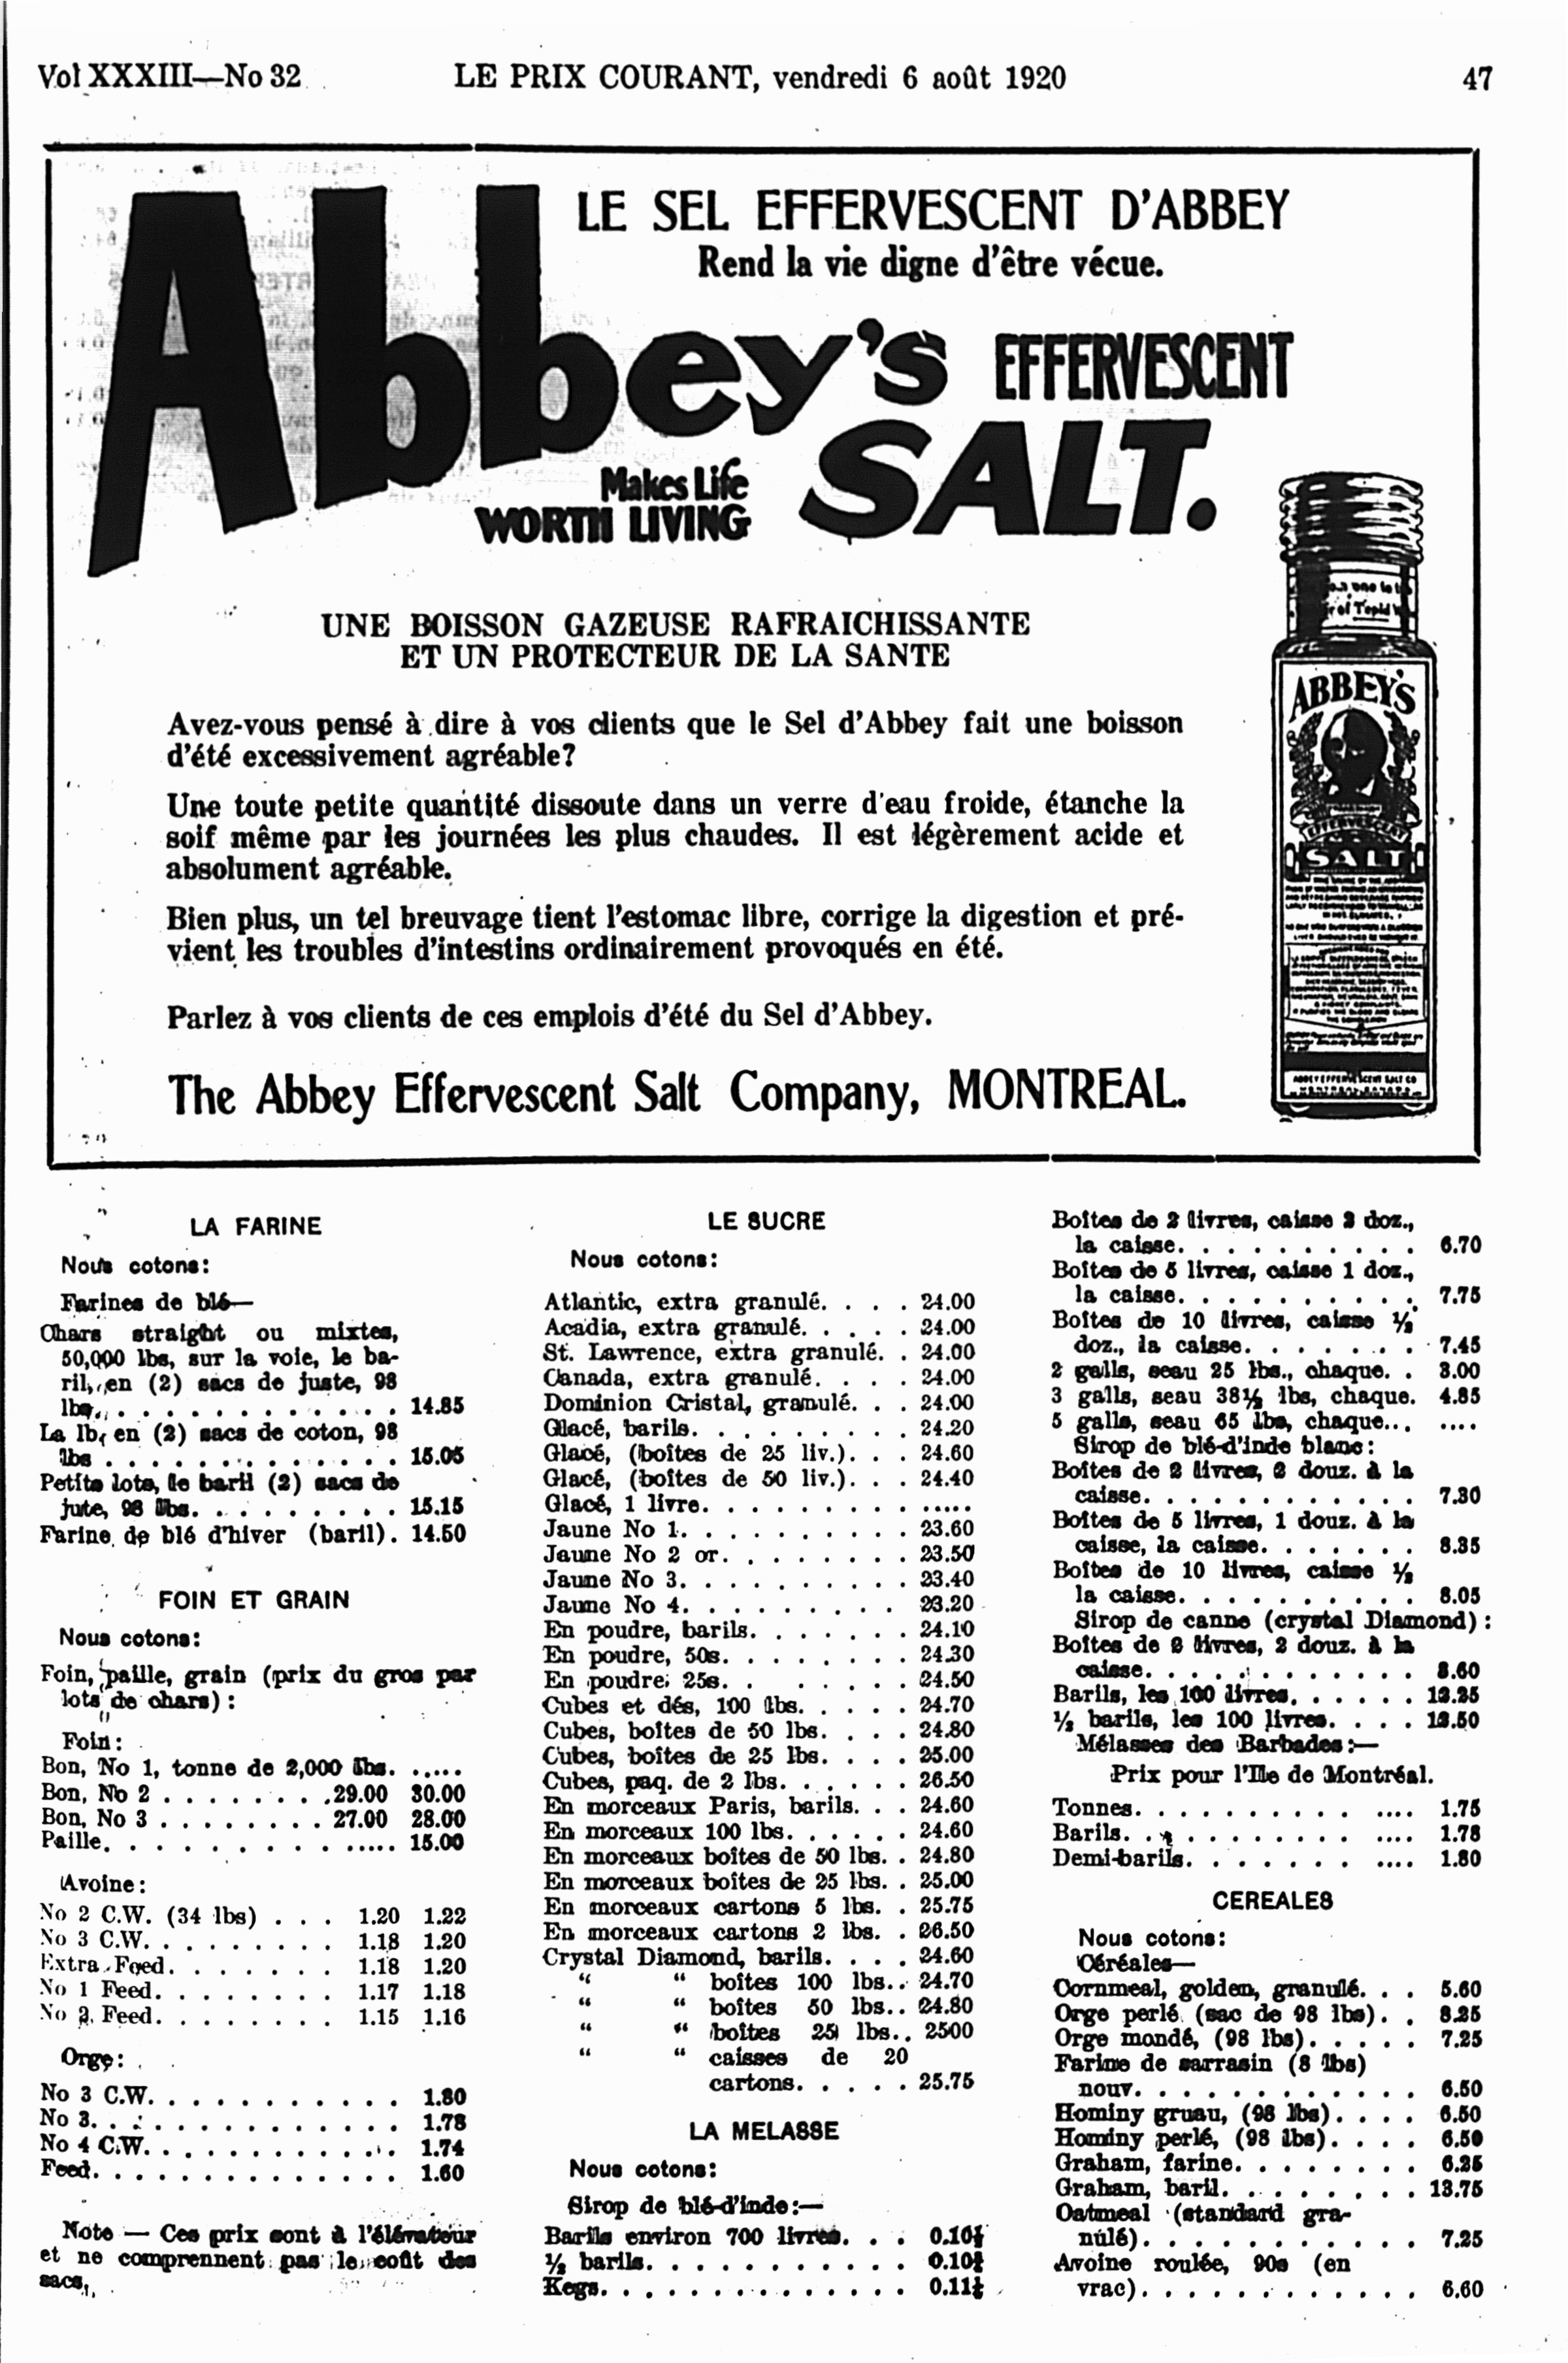 Vol XXXIII—No 32 LE PRIX COURANT, vendredi 6 août 1920 47
LE SEL EFFERVESCENT D'ABBEY
Rend la vie digne d'être vécue.
Abbey's EFFERVESCENT
SALT.
Makes Life
WORTH LIVING
UNE BOISSON GAZEUSE RAFRAICHISSANTE
ET UN PROTECTEUR DE LA SANTE
Avez-vous pensé à dire à vos clients que le Sel d'Abbey fait une boisson
d'été excessivement agréable?
Une toute petite quantité dissoute dans un verre d'eau froide, étanche la
soif même par les journées les plus chaudes. Il est légèrement acide et
absolument agréable.
Bien plus, un tel breuvage tient l'estomac libre, corrige la digestion et pré-
vient les troubles d'intestins ordinairement provoqués en été.
Parlez à vos clients de ces emplois d'été du Sel d'Abbey.
The Abbey Effervescent Salt Company, MONTREAL.
ABBEY'S
EFFERVESCENT
SALT
ABBEY EFFERVESCENT SALT CO
LA FARINE
Nous cotons:
Farines de blé—
Chars straight ou mixtes,
50,000 lbs, sur la voie, le ba-
ril, en (2) sacs de juste, 98
lbs. . . . . . . . . . . . . 14.85
La lb, en (2) sacs de coton, 98
lbs . . . . . . . . . . . . . 15.05
Petits lots, le baril (2) sacs de
jute, 98 lbs. . . . . . . . . 15.15
Farine de blé d'hiver (baril). 14.50
FOIN ET GRAIN
Nous cotons:
Foin, paille, grain (prix du gros par
lots de chars):
Foin:
Bon, No 1, tonne de 2,000 lbs. .....
Bon, No 2 . . . . . . . . 29.00 30.00
Bon, No 3 . . . . . . . . 27.00 28.00
Paille. . . . . . . . . . ..... 15.00
Avoine:
No 2 C.W. (34 lbs) . . . 1.20 1.22
No 3 C.W. . . . . . . . . 1.18 1.20
Extra Feed. . . . . . . . 1.18 1.20
No 1 Feed. . . . . . . . 1.17 1.18
No 2 Feed. . . . . . . . 1.15 1.16
Orge:
No 3 C.W. . . . . . . . . . . . 1.80
No 3. . . . . . . . . . . . . . 1.78
No 4 C.W. . . . . . . . . . . . 1.74
Feed. . . . . . . . . . . . . . 1.60
Note — Ces prix sont à l'élévateur
et ne comprennent pas le coût des
sacs.
LE SUCRE
Nous cotons:
Atlantic, extra granulé. . . . 24.00
Acadia, extra granulé. . . . . 24.00
St. Lawrence, extra granulé. . 24.00
Canada, extra granulé. . . . 24.00
Dominion Cristal, granulé. . . 24.00
Glacé, barils. . . . . . . . . 24.20
Glacé, (boîtes de 25 liv.). . . 24.60
Glacé, (boîtes de 50 liv.). . . 24.40
Glacé, 1 livre. . . . . . . . . .....
Jaune No 1. . . . . . . . . . 23.60
Jaune No 2 or. . . . . . . . 23.50
Jaune No 3. . . . . . . . . . 23.40
Jaune No 4. . . . . . . . . . 23.20
En poudre, barils. . . . . . . 24.10
En poudre, 50s. . . . . . . . 24.30
En poudre, 25s. . . . . . . . 24.50
Cubes et dés, 100 lbs. . . . . 24.70
Cubes, boîtes de 50 lbs. . . . 24.80
Cubes, boîtes de 25 lbs. . . . 25.00
Cubes, paq. de 2 lbs. . . . . . 26.50
En morceaux Paris, barils. . . 24.60
En morceaux 100 lbs. . . . . . 24.60
En morceaux boîtes de 50 lbs. . 24.80
En morceaux boîtes de 25 lbs. . 25.00
En morceaux cartons 5 lbs. . 25.75
En morceaux cartons 2 lbs. . 26.50
Crystal Diamond, barils. . . . 24.60
" " boîtes 100 lbs.. 24.70
" " boîtes 50 lbs.. 24.80
" " boîtes 25 lbs.. 2500
" " caisses de 20
cartons. . . . . 25.75
LA MELASSE
Nous cotons:
Sirop de blé-d'inde:—
Barils environ 700 livres. . .
½ barils. . . . . . . . . . .
Kegs. . . . . . . . . . . . .
Boîtes de 2 livres, caisse 2 doz.,
la caisse. . . . . . . . . . 6.70
Boîtes de 5 livres, caisse 1 doz.,
la caisse. . . . . . . . . . 7.75
Boîtes de 10 livres, caisse ½
doz., la caisse. . . . . . . . 7.45
2 galls, seau 25 lbs., chaque. . 3.00
3 galls, seau 38½ lbs, chaque. 4.85
5 galls, seau 65 lbs, chaque... ....
Sirop de blé-d'inde blanc:
Boîtes de 2 livres, 2 douz. à la
caisse. . . . . . . . . . . . 7.30
Boîtes de 5 livres, 1 douz. à la
caisse, la caisse. . . . . . . 8.35
Boîtes de 10 livres, caisse ½
la caisse. . . . . . . . . . 8.05
Sirop de canne (crystal Diamond):
Boîtes de 2 livres, 2 douz. à la
caisse. . . . . . . . . . . . 8.60
Barils, les 100 livres. . . . . . 12.25
½ barils, les 100 livres. . . . 12.50
Mélasses des Barbades:—
Prix pour l'Ile de Montréal.
Tonnes. . . . . . . . . . .... 1.75
Barils. . . . . . . . . . .... 1.78
Demi-barils. . . . . . . .... 1.80
CEREALES
Nous cotons:
Céréales—
Cornmeal, golden, granulé. . . 5.60
Orge perlé (sac de 98 lbs). . 8.25
Orge mondé, (98 lbs). . . . . 7.25
Farine de sarrasin (8 lbs)
nouv. . . . . . . . . . . . . 6.50
Hominy gruau, (98 lbs). . . . 6.50
Hominy perlé, (98 lbs). . . . 6.50
Graham, farine. . . . . . . . 6.25
Graham, baril. . . . . . . . . 13.75
Oatmeal (standard gra-
nulé). . . . . . . . . . . . 7.25
Avoine roulée, 90s (en
vrac). . . . . . . . . . . . 6.60